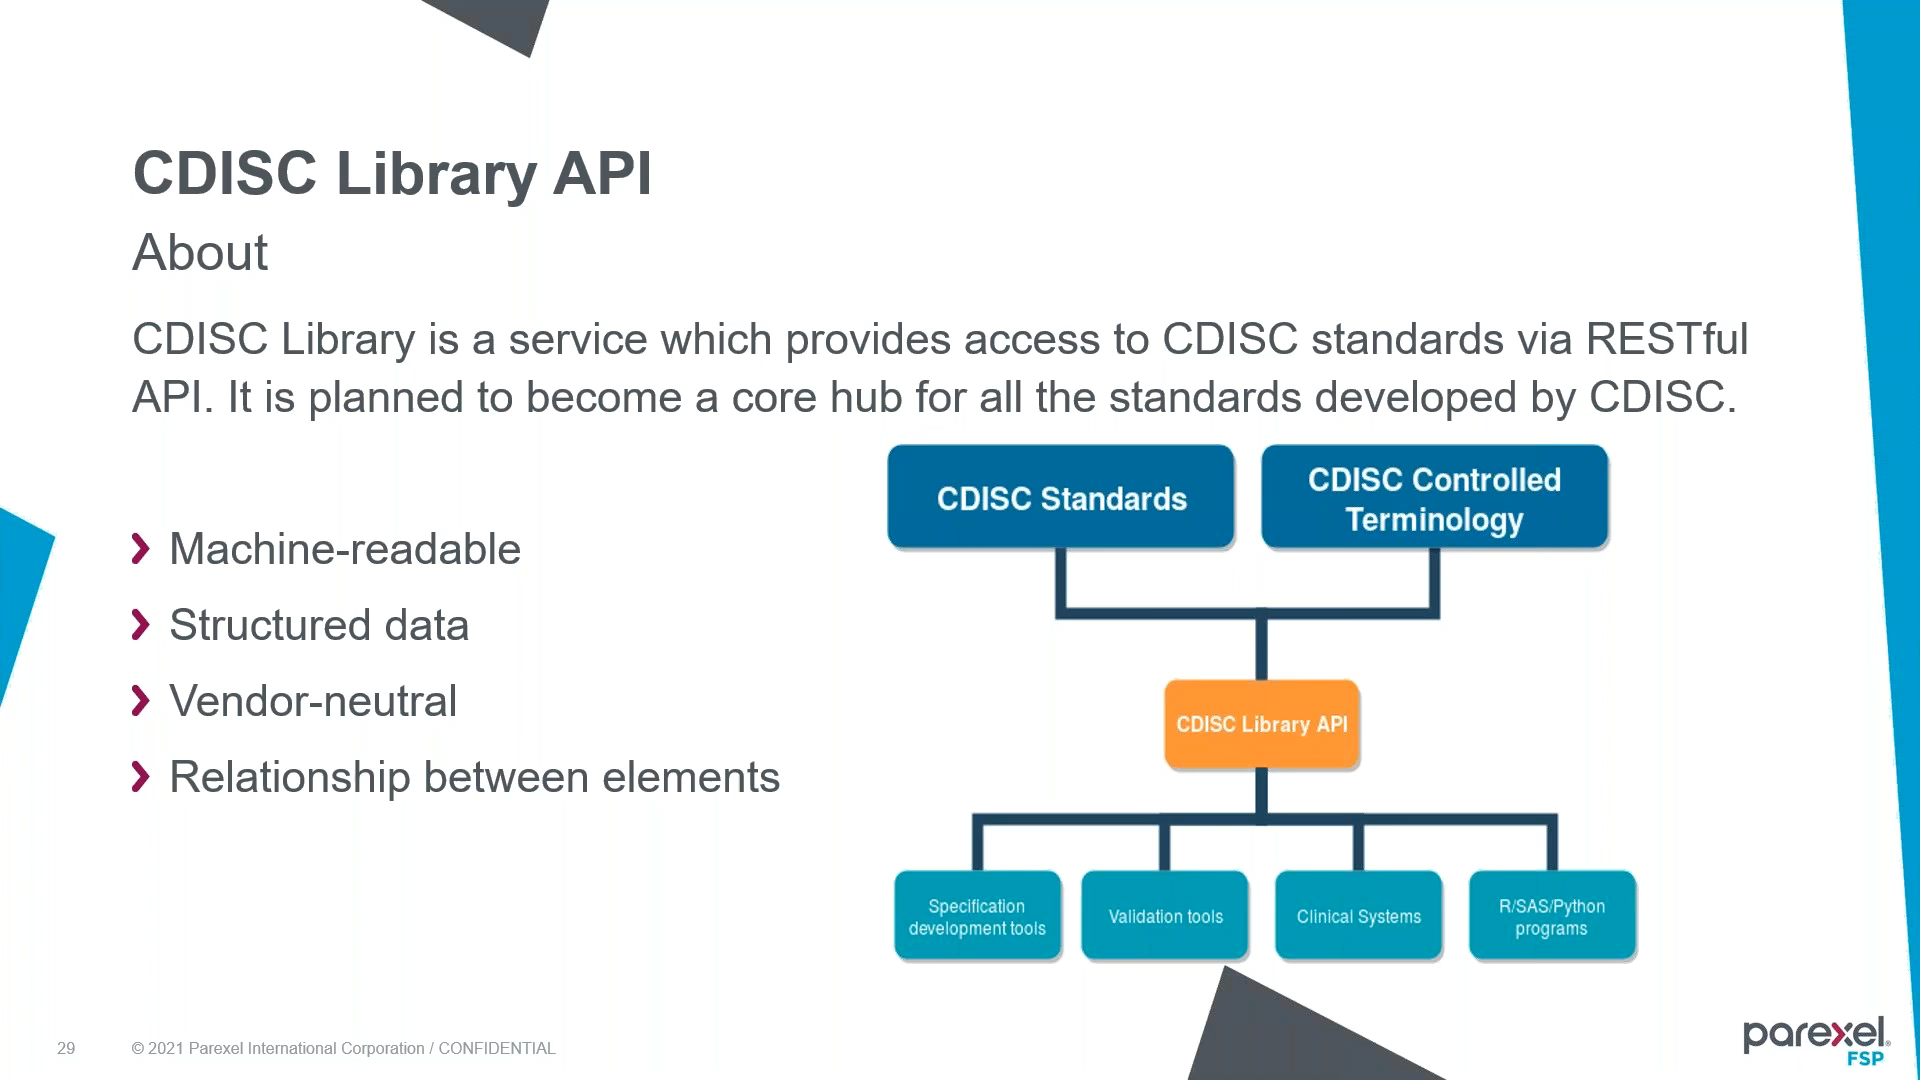 CDISC Library API
About
CDISC Library is a service which provides access to CDISC standards via RESTful
API. It is planned to become a core hub for all the standards developed by CDISC.
Machine-readable
Structured data
Vendor-neutral
Relationship between elements
CDISC Standards
CDISC Controlled
Terminology
CDISC Library API
Specification
development tools
Validation tools
Clinical Systems
R/SAS/Python
programs
29
© 2021 Parexel International Corporation / CONFIDENTIAL
parexel®
FSP